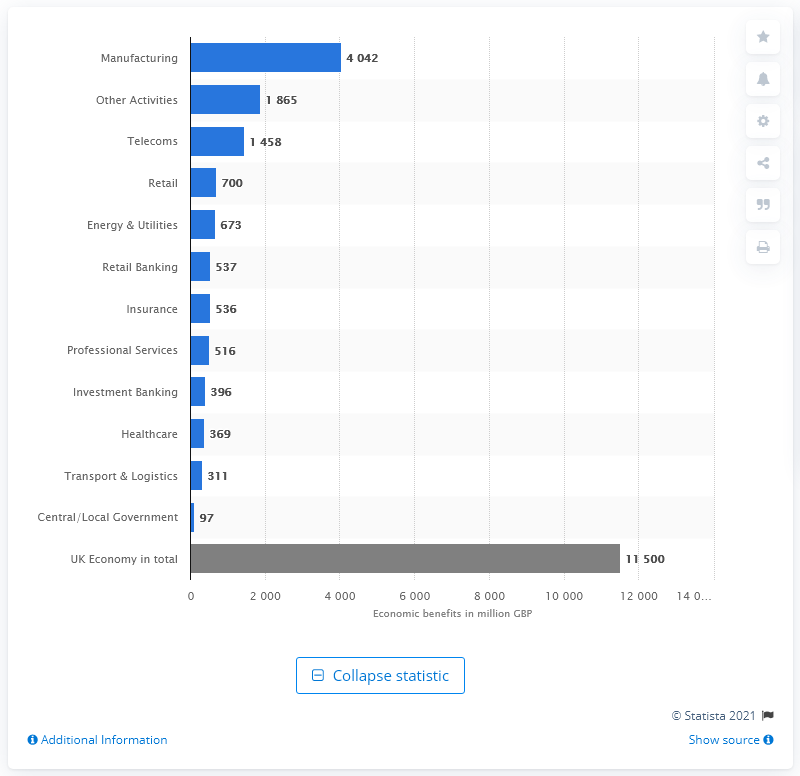 Manufacturing 4 042
Other Activities 1 865
Telecoms 1 458
Retail 700
Energy & Utilities 673
Retail Banking 537
Insurance 536
Professional Services 516
Investment Banking 396
Healthcare 369
Transport & Logistics 311
Central/Local Government 97
UK Economy in total 11 500
0 2 000 4 000 6 000 8 000 10 000 12 000 14 0...
Economic benefits in million GBP
Collapse statistic
© Statista 2021
Additional Information Show source